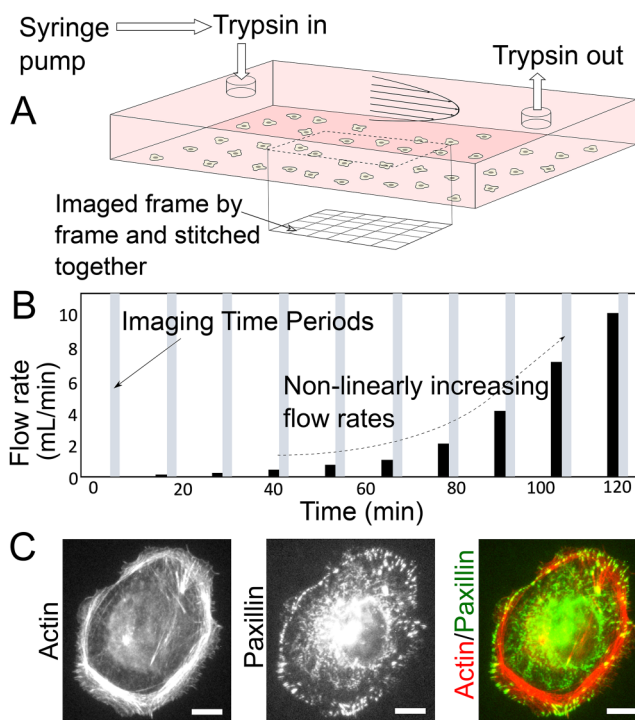 Syringe
pump
Trypsin in
Trypsin out
A
Imaged frame by
frame and stitched
together
B
Imaging Time Periods
Non-linearly increasing
flow rates
Flow rate
(mL/min)
10
8
6
4
2
0
0 20 40 60 80 100 120
Time (min)
C
Actin
Paxillin
Actin/Paxillin